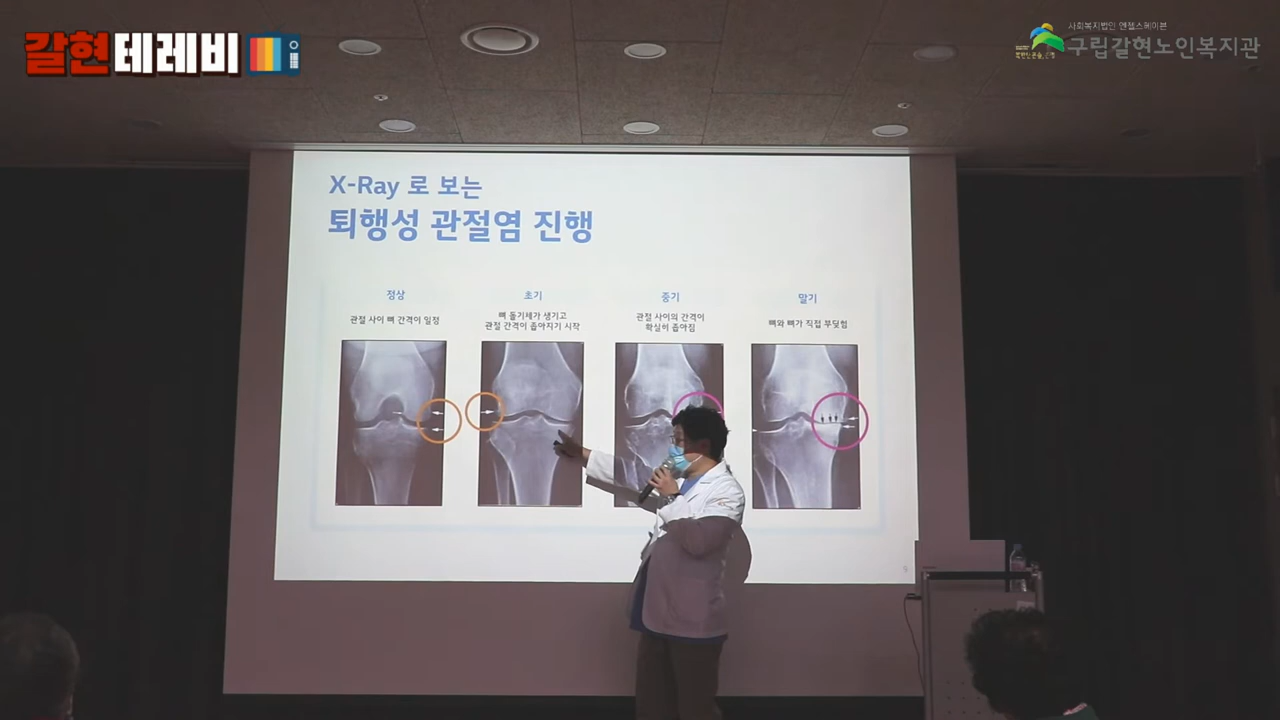 갈현테레비
사회복지법인 엔젤스헤이븐
구립갈현노인복지관
X-Ray 로 보는
퇴행성 관절염 진행
정상
관절 사이 뼈 간격이 일정
초기
뼈 돌기체가 생기고
관절 간격이 좁아지기 시작
중기
관절 사이의 간격이
확실히 좁아짐
말기
뼈와 뼈가 직접 부딪힘